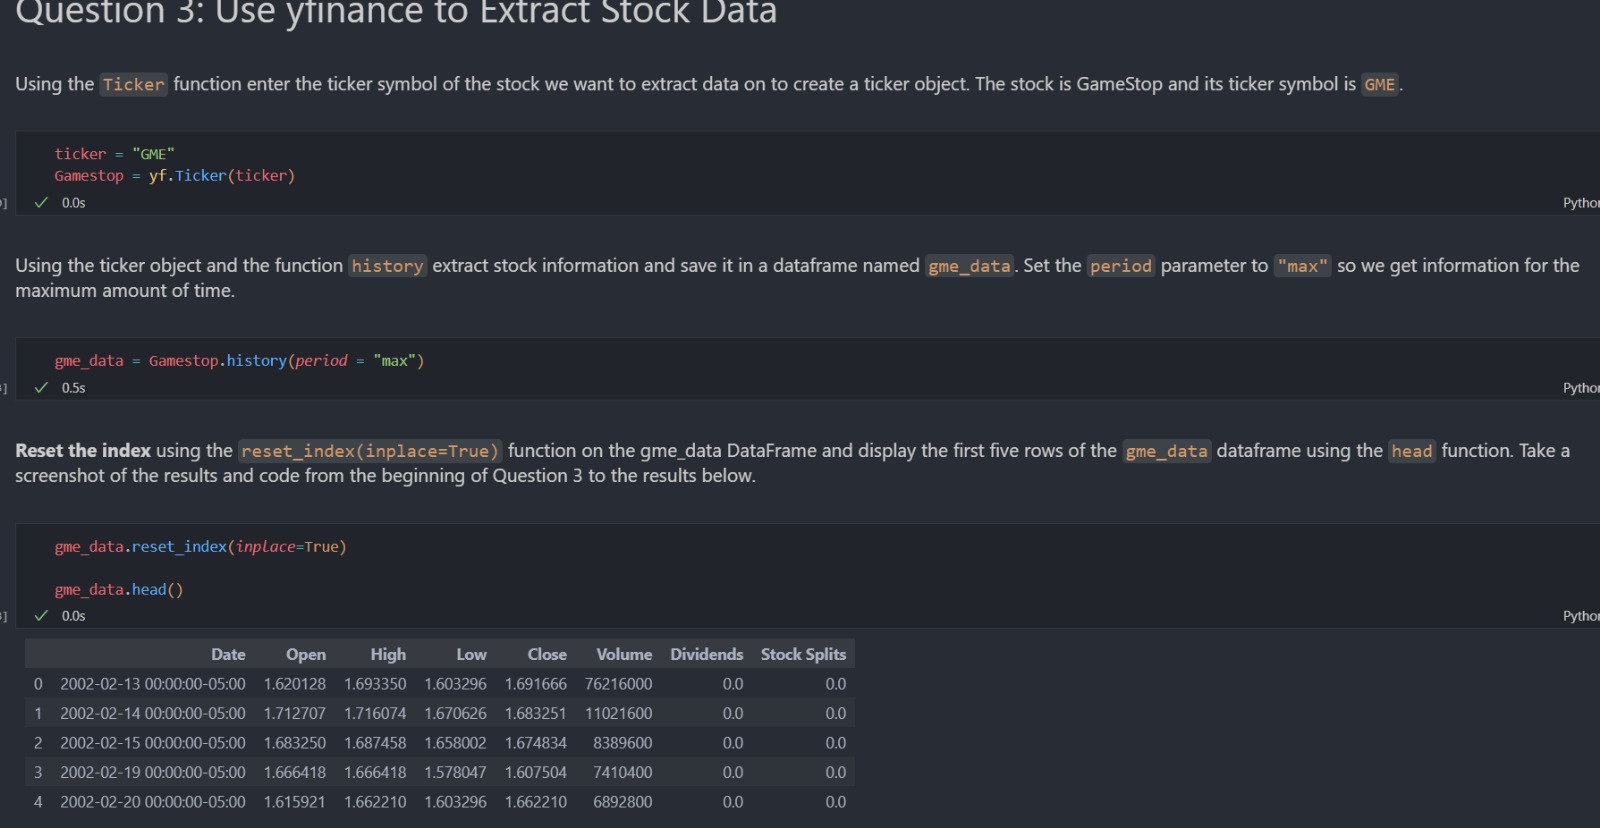 Question 3: Use yfinance to Extract Stock Data
Using the Ticker function enter the ticker symbol of the stock we want to extract data on to create a ticker object. The stock is GameStop and its ticker symbol is GME.
ticker = "GME"
Gamestop = yf.Ticker(ticker)
0.0s
Using the ticker object and the function history extract stock information and save it in a dataframe named gme_data. Set the period parameter to "max" so we get information for the
maximum amount of time.
gme_data = Gamestop.history(period = "max")
0.5s
Reset the index using the reset_index(inplace=True) function on the gme_data DataFrame and display the first five rows of the gme_data dataframe using the head function. Take a
screenshot of the results and code from the beginning of Question 3 to the results below.
gme_data.reset_index(inplace=True)
gme_data.head()
0.0s
Date Open High Low Close Volume Dividends Stock Splits
0 2002-02-13 00:00:00-05:00 1.620128 1.693350 1.603296 1.691666 76216000 0.0 0.0
1 2002-02-14 00:00:00-05:00 1.712707 1.716074 1.670626 1.683251 11021600 0.0 0.0
2 2002-02-15 00:00:00-05:00 1.683250 1.687458 1.658002 1.674834 8389600 0.0 0.0
3 2002-02-19 00:00:00-05:00 1.666418 1.666418 1.578047 1.607504 7410400 0.0 0.0
4 2002-02-20 00:00:00-05:00 1.615921 1.662210 1.603296 1.662210 6892800 0.0 0.0